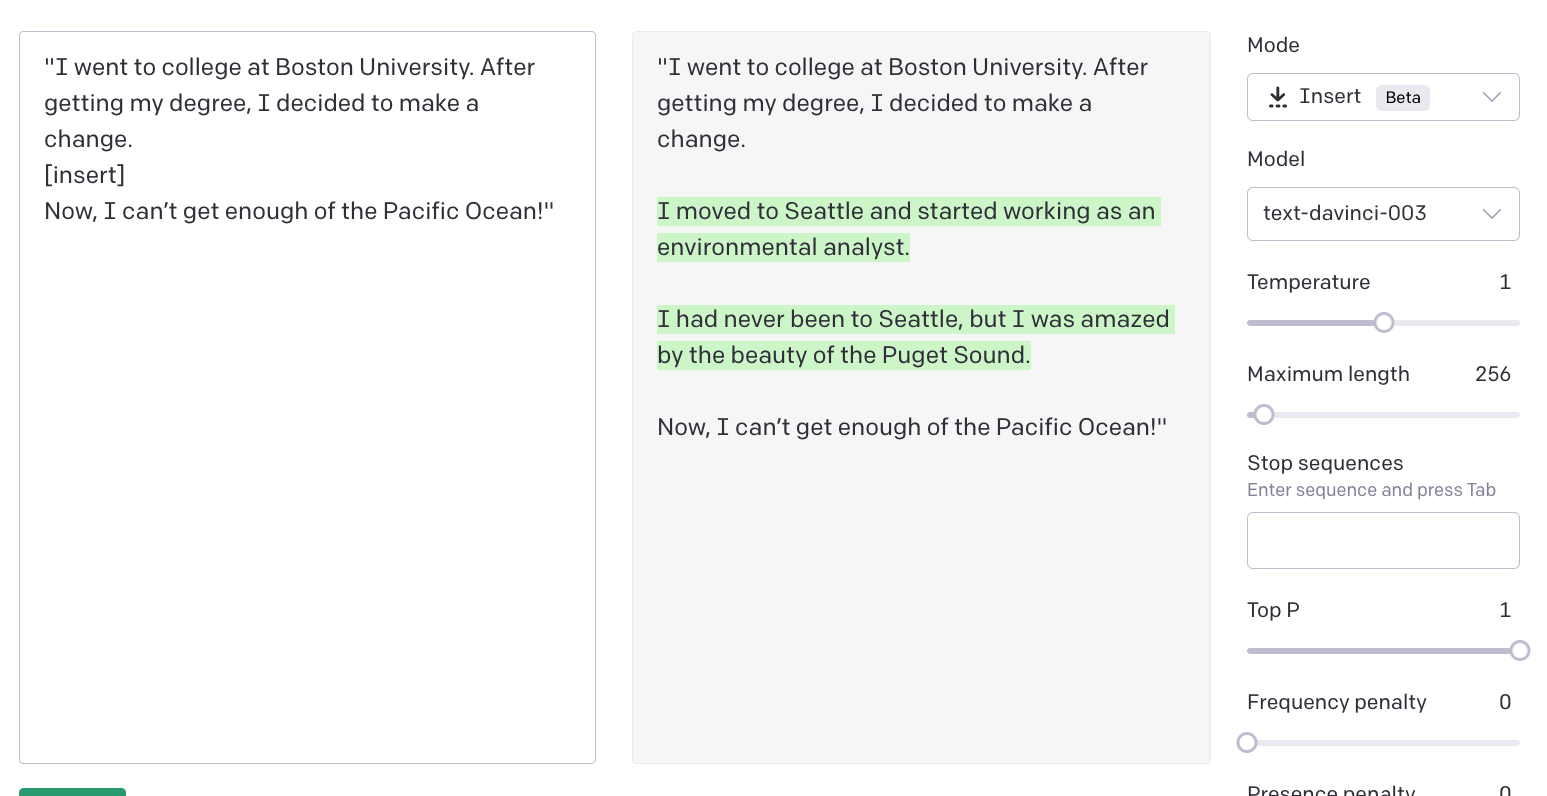 "I went to college at Boston University. After
getting my degree, I decided to make a
change.
[insert]
Now, I can’t get enough of the Pacific Ocean!"
"I went to college at Boston University. After
getting my degree, I decided to make a
change.
I moved to Seattle and started working as an
environmental analyst.
I had never been to Seattle, but I was amazed
by the beauty of the Puget Sound.
Now, I can’t get enough of the Pacific Ocean!"
Mode
Insert Beta
Model
text-davinci-003
Temperature 1
Maximum length 256
Stop sequences
Enter sequence and press Tab
Top P 1
Frequency penalty 0
Presence penalty 0